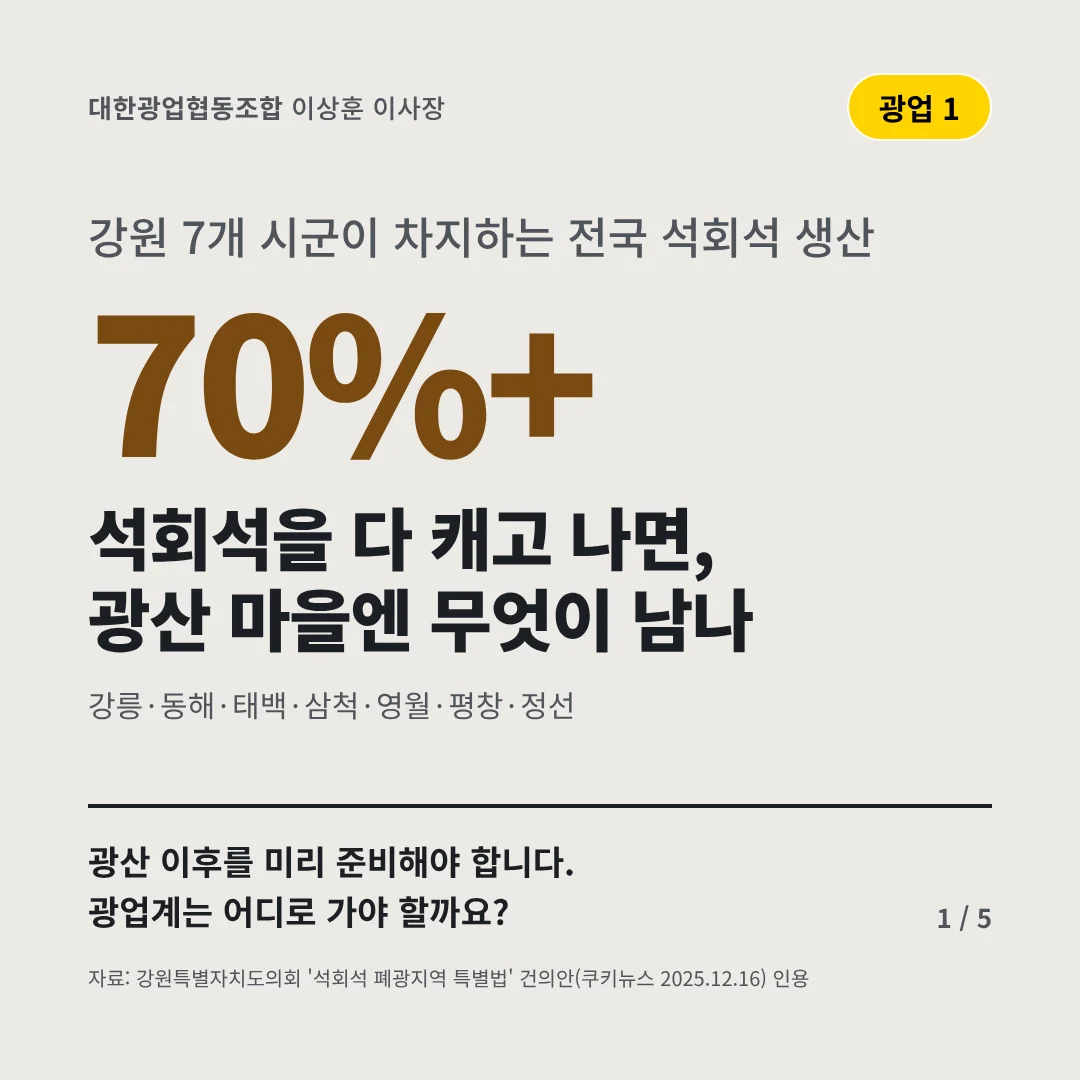 대한광업협동조합 이상훈 이사장
광업 1
강원 7개 시군이 차지하는 전국 석회석 생산
70%+
석회석을 다 캐고 나면,
광산 마을엔 무엇이 남나
강릉·동해·태백·삼척·영월·평창·정선
광산 이후를 미리 준비해야 합니다.
광업계는 어디로 가야 할까요?
1 / 5
자료: 강원특별자치도의회 '석회석 폐광지역 특별법' 건의안(쿠키뉴스 2025.12.16) 인용